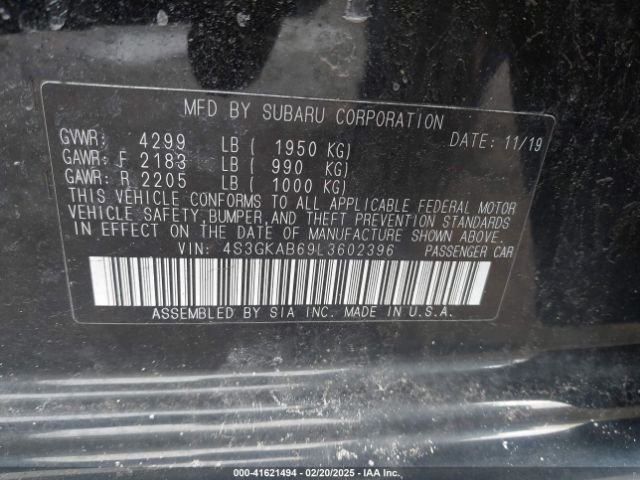 MFD BY SUBARU CORPORATION
GVWR: 4299 LB ( 1950 KG) DATE: 11/19
GAWR: F 2183 LB ( 990 KG)
GAWR: R 2205 LB ( 1000 KG)
THIS VEHICLE CONFORMS TO ALL APPLICABLE FEDERAL MOTOR
VEHICLE SAFETY, BUMPER, AND THEFT PREVENTION STANDARDS
IN EFFECT ON THE DATE OF MANUFACTURE SHOWN ABOVE.
VIN: 4S3GKAB69L3602396 PASSENGER CAR
ASSEMBLED BY SIA INC. MADE IN U.S.A.
000-41621494 - 02/20/2025 - IAAI.CA